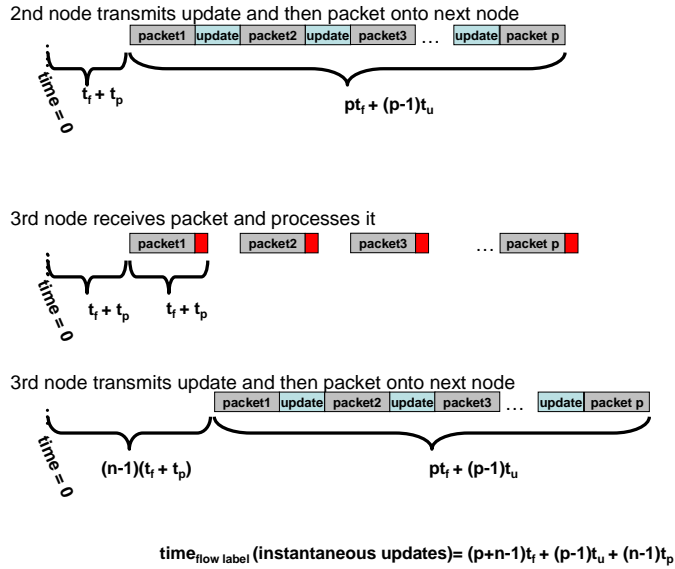 2nd node transmits update and then packet onto next node
packet1 update packet2 update packet3 ... update packet p
time = 0
t_f + t_p
pt_f + (p-1)t_u
3rd node receives packet and processes it
packet1 packet2 packet3 ... packet p
time = 0
t_f + t_p t_f + t_p
3rd node transmits update and then packet onto next node
packet1 update packet2 update packet3 ... update packet p
time = 0
(n-1)(t_f + t_p) pt_f + (p-1)t_u
time_flow label (instantaneous updates)= (p+n-1)t_f + (p-1)t_u + (n-1)t_p